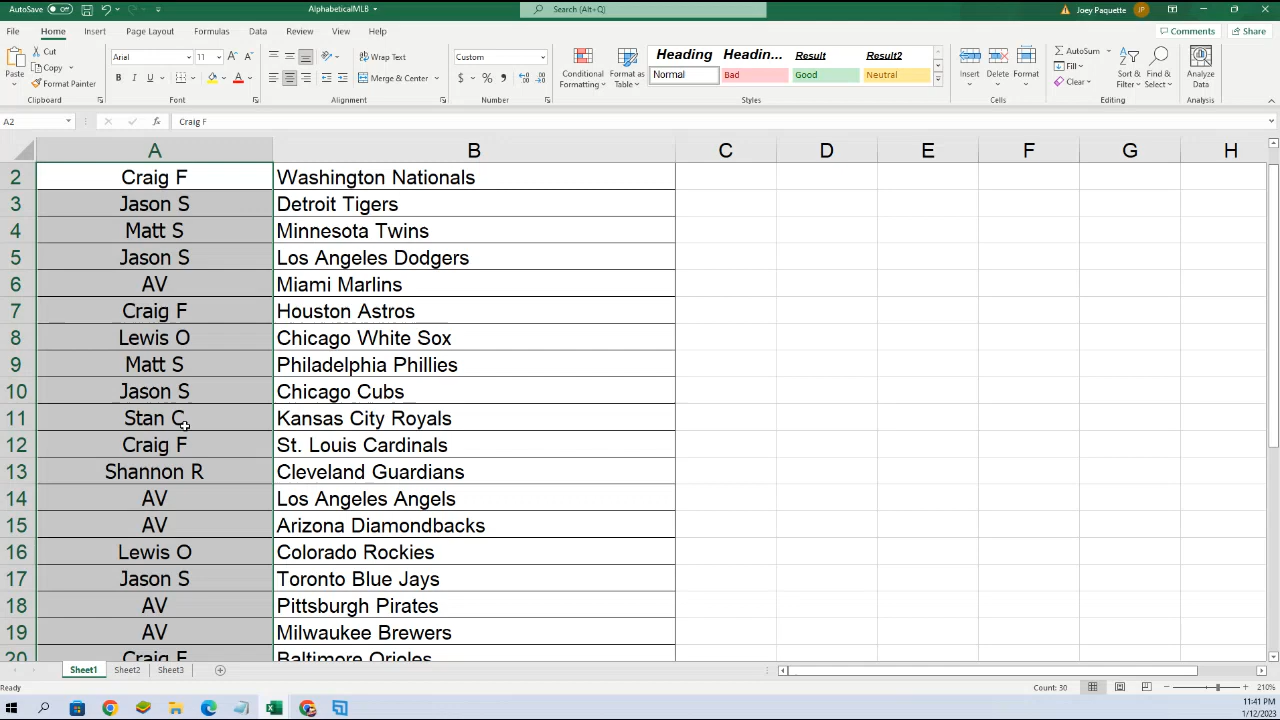 AutoSave Off AlphabeticalMLB Search (Alt+Q) Joey Paquette JP
File Home Insert Page Layout Formulas Data Review View Help Comments Share
Cut Arial 11 Wrap Text Custom Heading Headin... Result Result2 AutoSum
Paste Copy Format Painter B I U Merge & Center $ % Conditional Formatting Format as Table Normal Bad Good Neutral Insert Delete Format Fill Clear Sort & Filter Find & Select Analyze Data
Clipboard Font Alignment Number Styles Cells Editing Analysis
A2 fx Craig F
A B C D E F G H
2 Craig F Washington Nationals
3 Jason S Detroit Tigers
4 Matt S Minnesota Twins
5 Jason S Los Angeles Dodgers
6 AV Miami Marlins
7 Craig F Houston Astros
8 Lewis O Chicago White Sox
9 Matt S Philadelphia Phillies
10 Jason S Chicago Cubs
11 Stan C Kansas City Royals
12 Craig F St. Louis Cardinals
13 Shannon R Cleveland Guardians
14 AV Los Angeles Angels
15 AV Arizona Diamondbacks
16 Lewis O Colorado Rockies
17 Jason S Toronto Blue Jays
18 AV Pittsburgh Pirates
19 AV Milwaukee Brewers
20 Craig F Baltimore Orioles
Sheet1 Sheet2 Sheet3
Ready Count: 30 210%
11:41 PM
1/12/2023